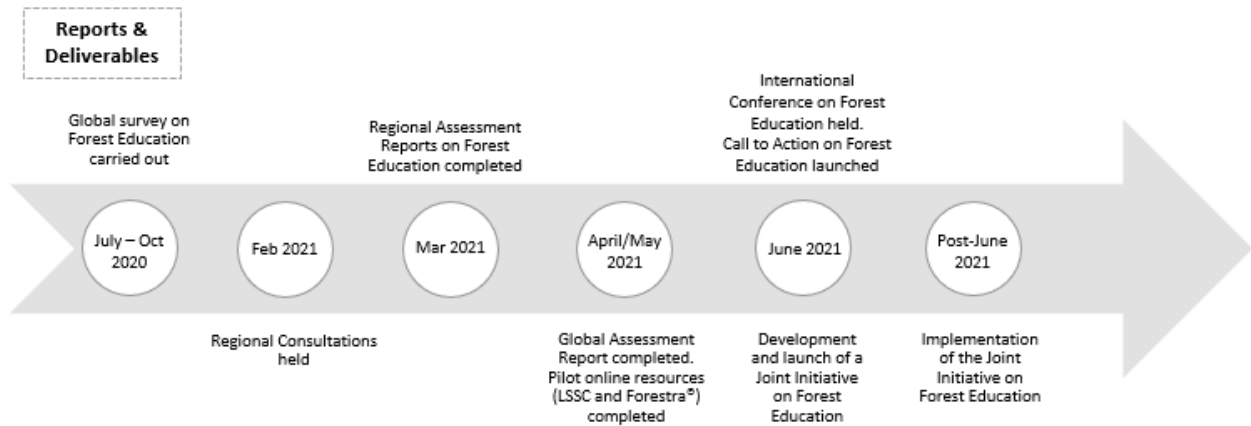 Reports &
Deliverables
Global survey on
Forest Education
carried out
Regional Assessment
Reports on Forest
Education completed
International
Conference on Forest
Education held.
Call to Action on Forest
Education launched
July – Oct
2020
Feb 2021
Mar 2021
April/May
2021
June 2021
Post-June
2021
Regional Consultations
held
Global Assessment
Report completed.
Pilot online resources
(LSSC and Forestra®)
completed
Development
and launch of a
Joint Initiative
on Forest
Education
Implementation
of the Joint
Initiative on
Forest Education